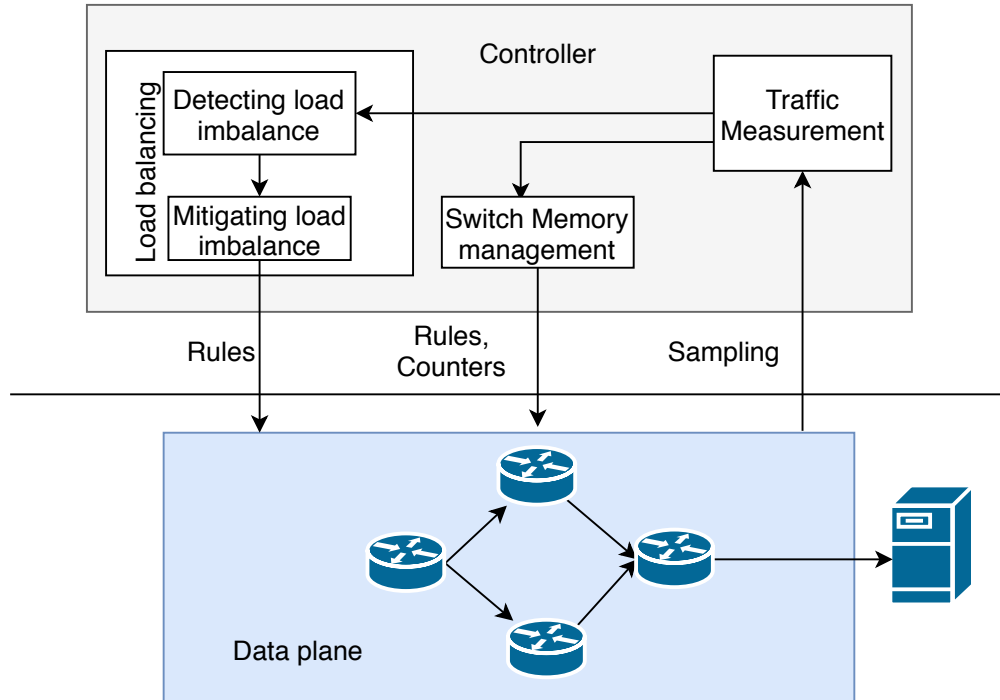 Controller
Load balancing
Detecting load
imbalance
Mitigating load
imbalance
Traffic
Measurement
Switch Memory
management
Rules
Rules,
Counters
Sampling
Data plane